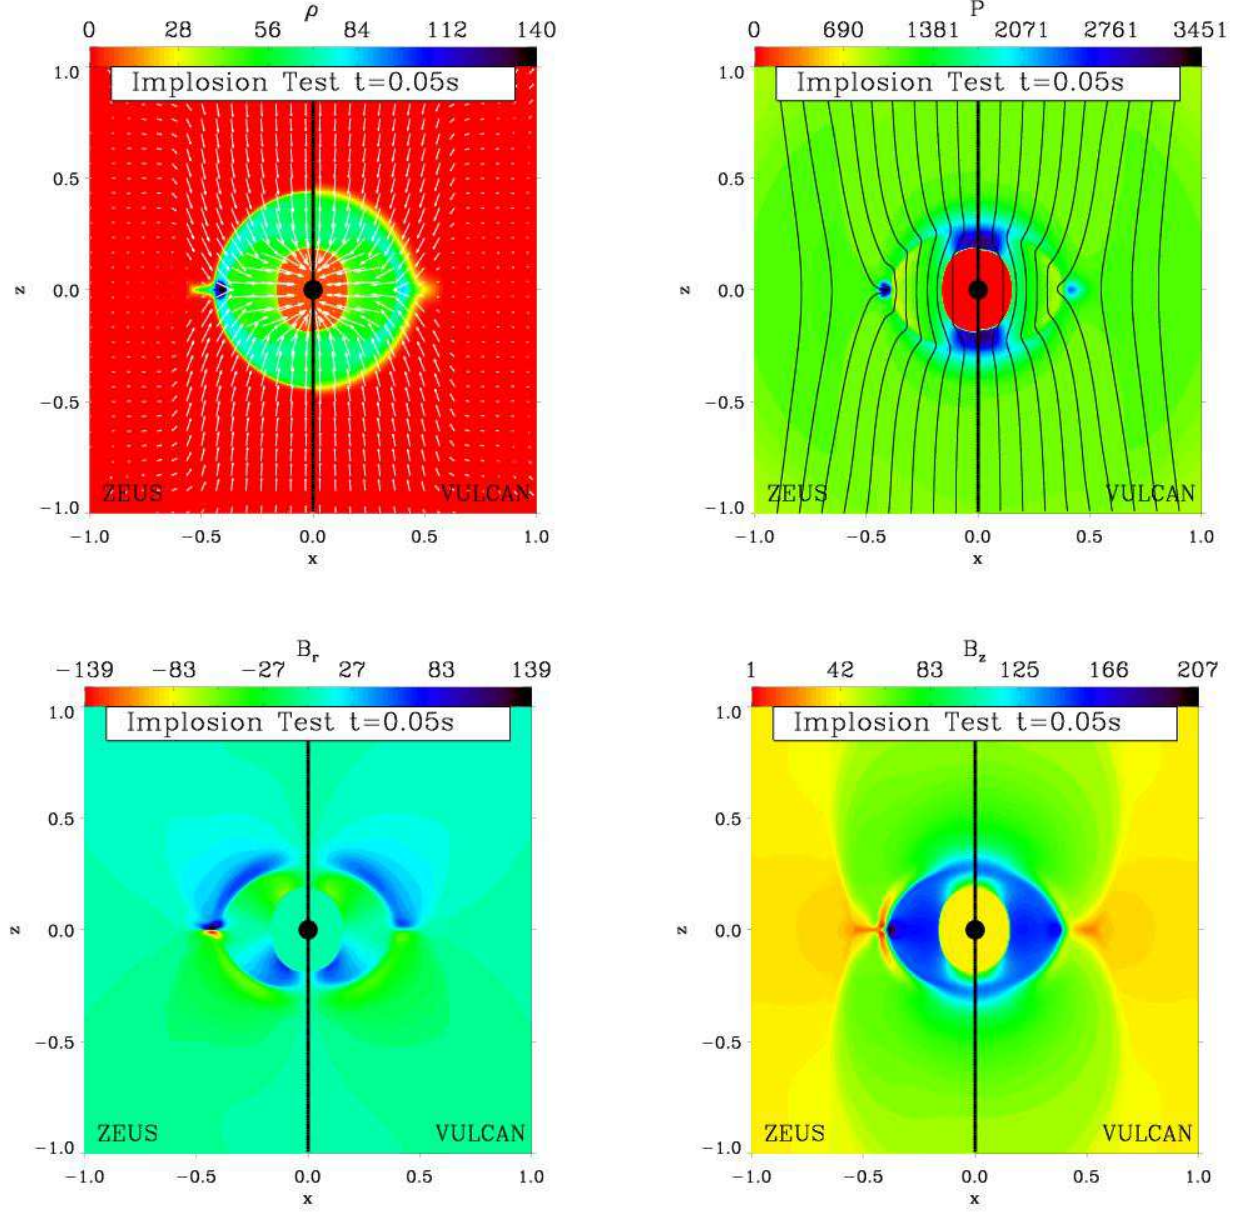 ρ
0 28 56 84 112 140
Implosion Test t=0.05s
1.0
0.5
z
0.0
−0.5
−1.0
ZEUS VULCAN
−1.0 −0.5 0.0 0.5 1.0
x
P
0 690 1381 2071 2761 3451
Implosion Test t=0.05s
1.0
0.5
z
0.0
−0.5
−1.0
ZEUS VULCAN
−1.0 −0.5 0.0 0.5 1.0
x
B_r
−139 −83 −27 27 83 139
Implosion Test t=0.05s
1.0
0.5
z
0.0
−0.5
−1.0
ZEUS VULCAN
−1.0 −0.5 0.0 0.5 1.0
x
B_z
1 42 83 125 166 207
Implosion Test t=0.05s
1.0
0.5
z
0.0
−0.5
−1.0
ZEUS VULCAN
−1.0 −0.5 0.0 0.5 1.0
x